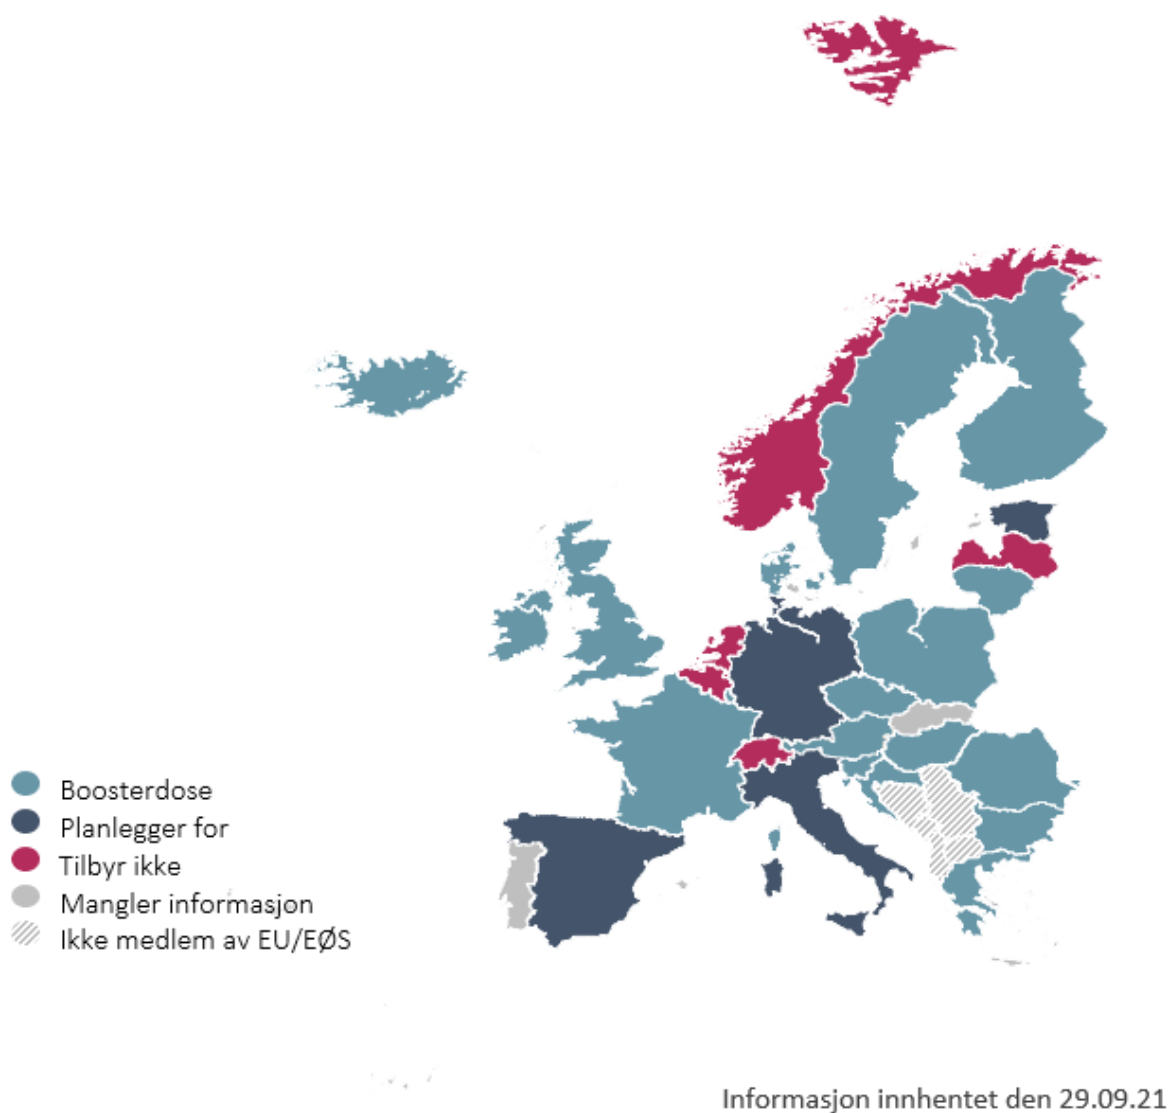 Boosterdose
Planlegger for
Tilbyr ikke
Mangler informasjon
Ikke medlem av EU/EØS
Informasjon innhentet den 29.09.21